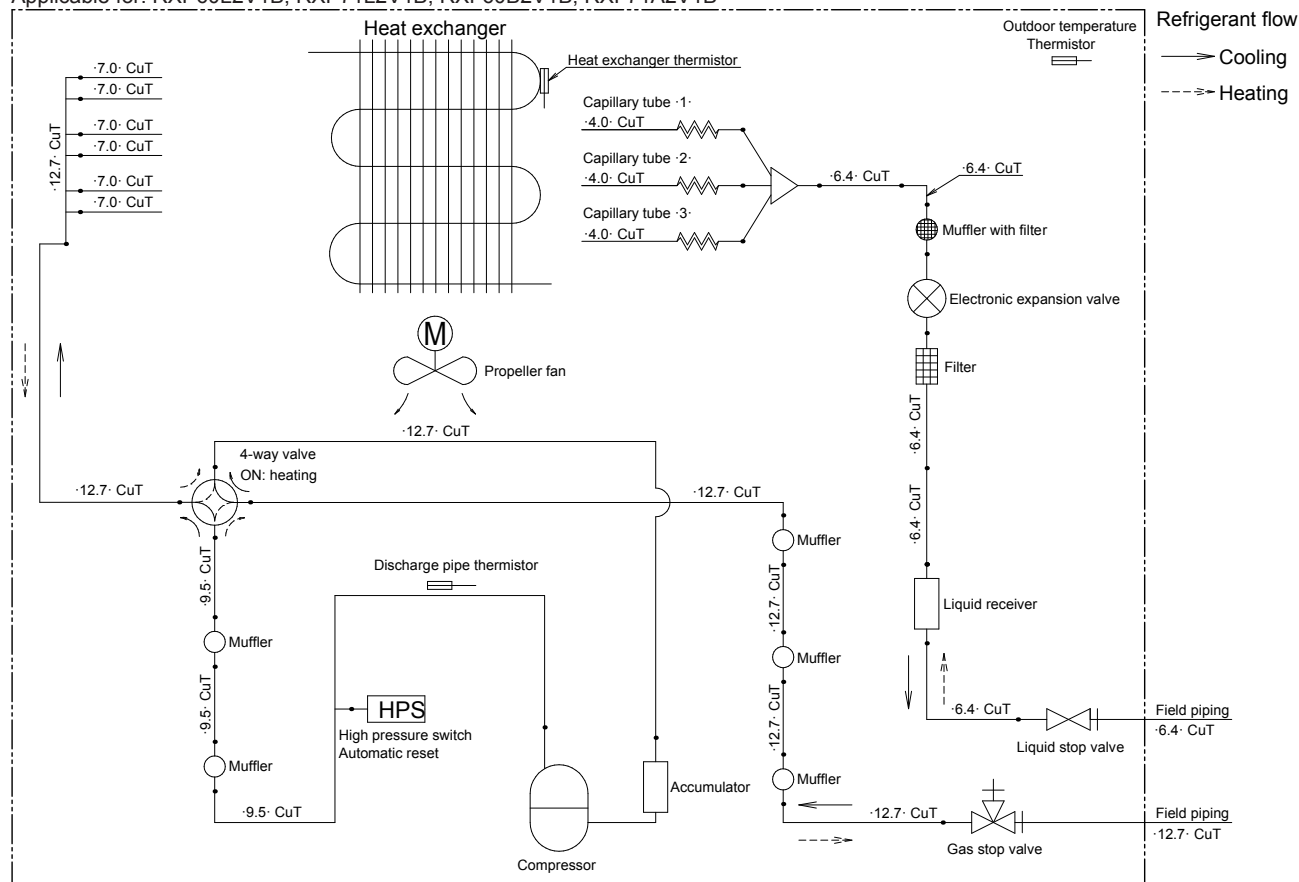 Refrigerant flow
Cooling
Heating
Outdoor temperature
Thermistor
Heat exchanger
Heat exchanger thermistor
·7.0· CuT
·7.0· CuT
·7.0· CuT
·7.0· CuT
·7.0· CuT
·7.0· CuT
·12.7· CuT
Capillary tube ·1·
·4.0· CuT
Capillary tube ·2·
·4.0· CuT
Capillary tube ·3·
·4.0· CuT
·6.4· CuT
·6.4· CuT
Muffler with filter
Electronic expansion valve
Filter
·6.4· CuT
·6.4· CuT
Liquid receiver
·6.4· CuT
Liquid stop valve
Field piping
·6.4· CuT
M
Propeller fan
·12.7· CuT
4-way valve
ON: heating
·12.7· CuT
·12.7· CuT
·9.5· CuT
Muffler
·9.5· CuT
Muffler
·9.5· CuT
Discharge pipe thermistor
HPS
High pressure switch
Automatic reset
Compressor
Accumulator
Muffler
·12.7· CuT
Muffler
·12.7· CuT
Muffler
·12.7· CuT
Gas stop valve
Field piping
·12.7· CuT